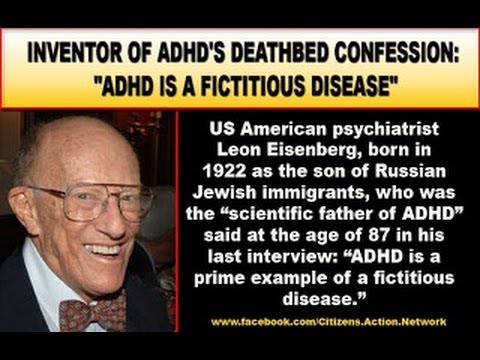 INVENTOR OF ADHD'S DEATHBED CONFESSION:
"ADHD IS A FICTITIOUS DISEASE"
US American psychiatrist
Leon Eisenberg, born in
1922 as the son of Russian
Jewish immigrants, who was
the “scientific father of ADHD”
said at the age of 87 in his
last interview: “ADHD is a
prime example of a fictitious
disease.”
www.facebook.com/Citizens.Action.Network